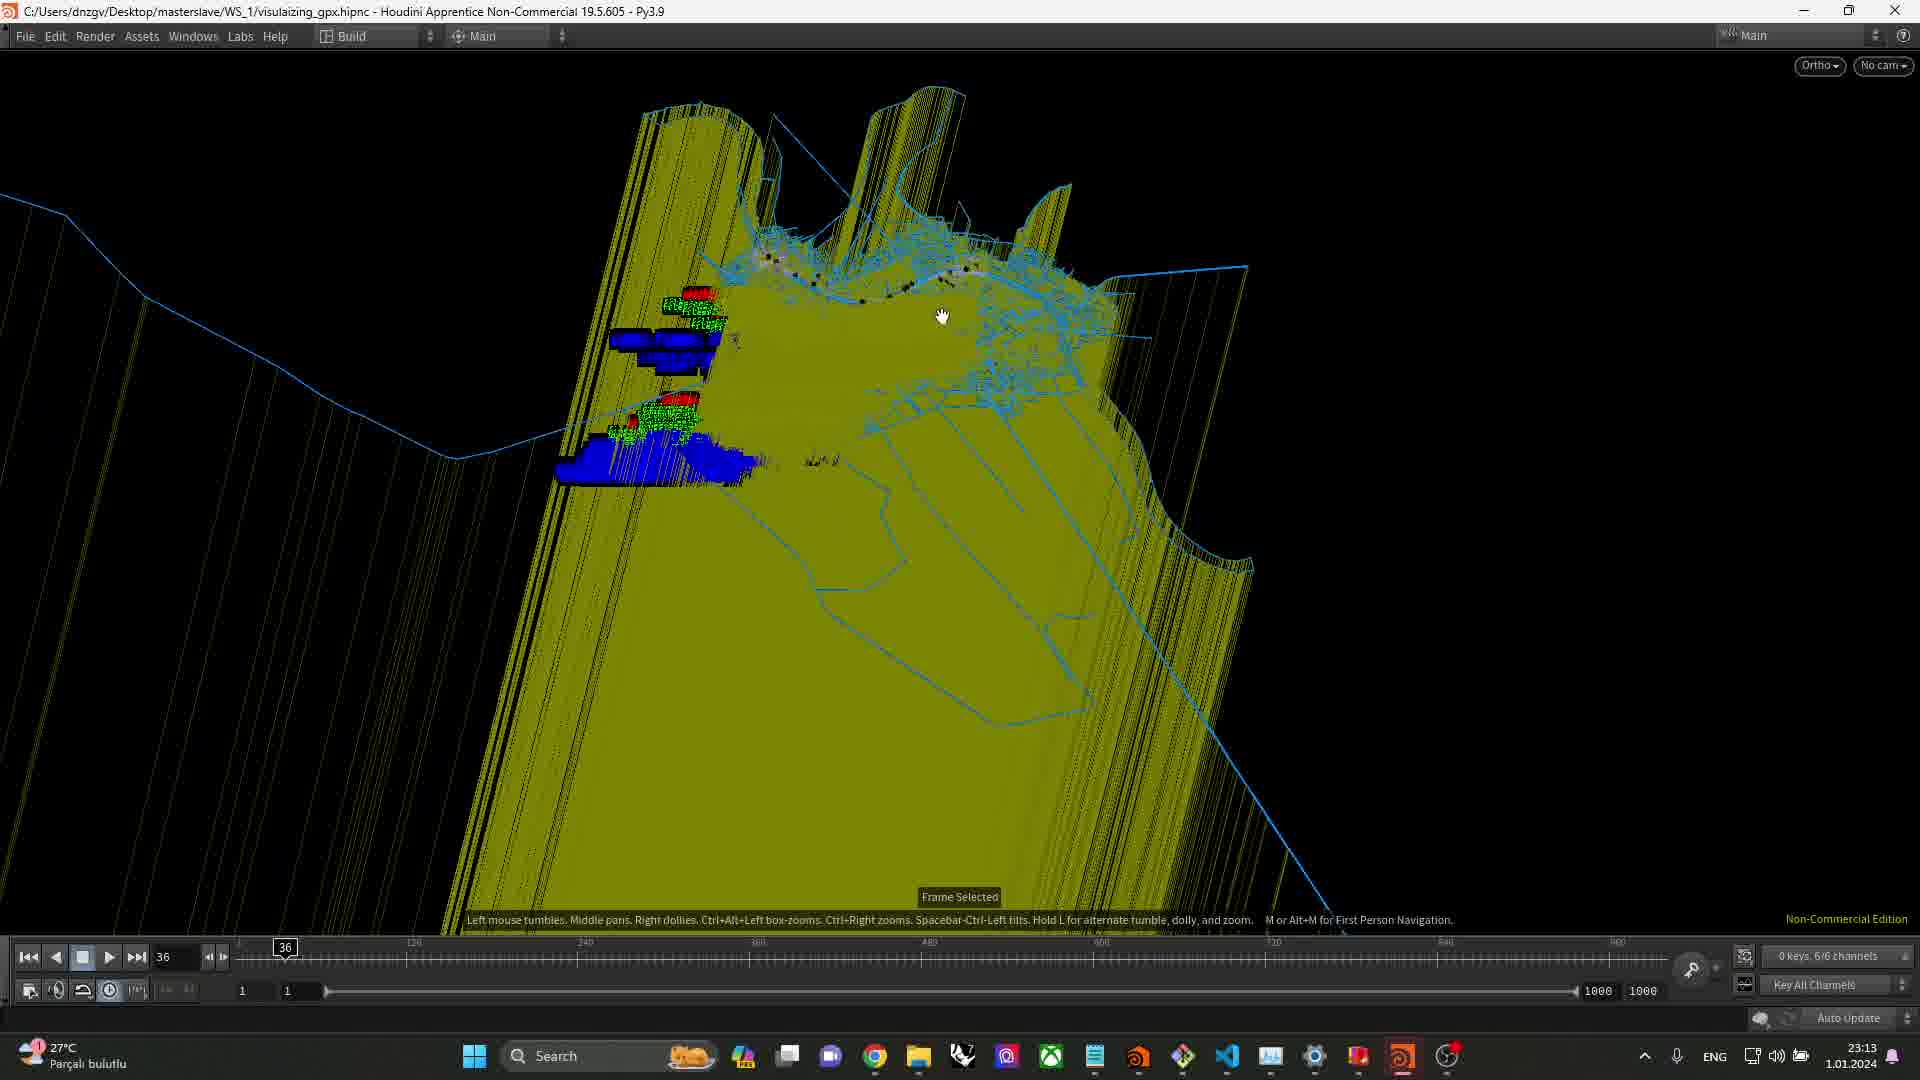 C:/Users/dnzgv/Desktop/masterslave/WS_1/visulaizing_gpx.hipnc - Houdini Apprentice Non-Commercial 19.5.605 - Py3.9
File Edit Render Assets Windows Labs Help Build Main Main
Ortho No cam
Frame Selected
Left mouse tumbles. Middle pans. Right dollies. Ctrl+Alt+Left box-zooms. Ctrl+Right zooms. Spacebar-Ctrl-Left tilts. Hold L for alternate tumble, dolly, and zoom. M or Alt+M for First Person Navigation.
Non-Commercial Edition
120 240 360 480 600 720 840 960
36 36
0 keys, 6/6 channels
1 1 1000 1000
Key All Channels
Auto Update
27°C
Parçalı bulutlu
Search
ENG
23:13
1.01.2024